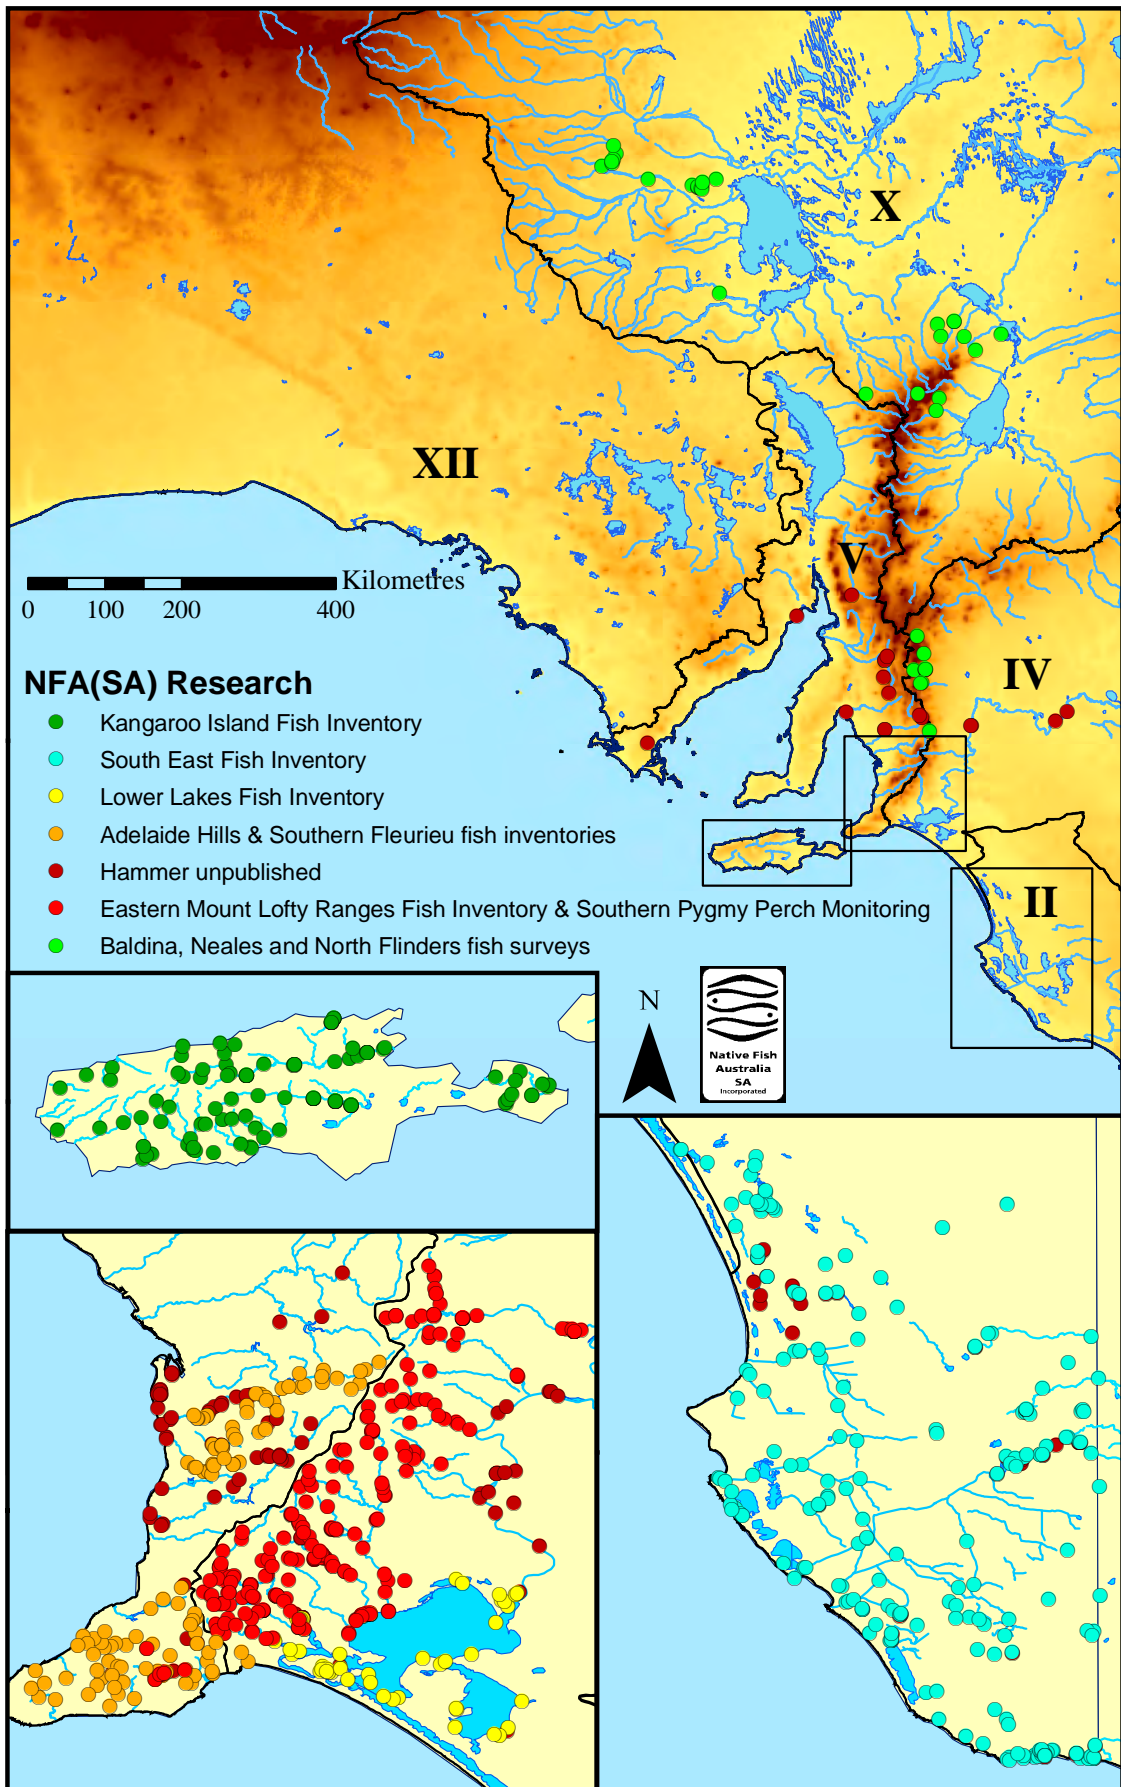 X
XII
V
IV
II
Kilometres
0 100 200 400
NFA(SA) Research
Kangaroo Island Fish Inventory
South East Fish Inventory
Lower Lakes Fish Inventory
Adelaide Hills & Southern Fleurieu fish inventories
Hammer unpublished
Eastern Mount Lofty Ranges Fish Inventory & Southern Pygmy Perch Monitoring
Baldina, Neales and North Flinders fish surveys
N
Native Fish
Australia
SA
Incorporated